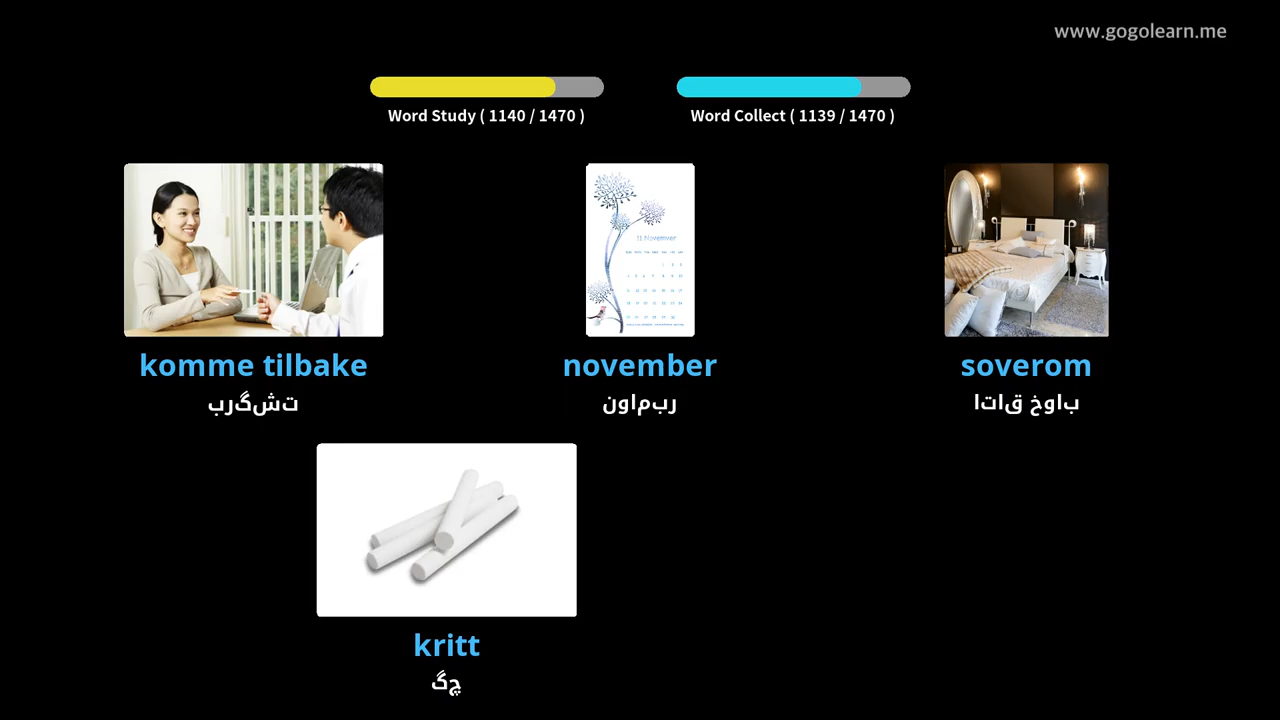 www.gogolearn.me
Word Study ( 1140 / 1470 )
Word Collect ( 1139 / 1470 )
komme tilbake
تشگرب
november
ربماون
soverom
باوخ قاتا
kritt
چگ